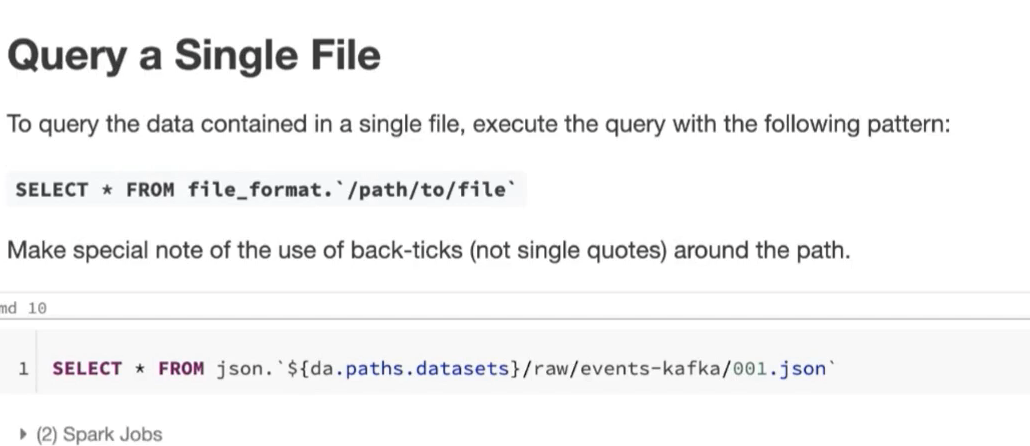 Query a Single File
To query the data contained in a single file, execute the query with the following pattern:
SELECT * FROM file_format.`/path/to/file`
Make special note of the use of back-ticks (not single quotes) around the path.
md 10
1 SELECT * FROM json.`${da.paths.datasets}/raw/events-kafka/001.json`
(2) Spark Jobs